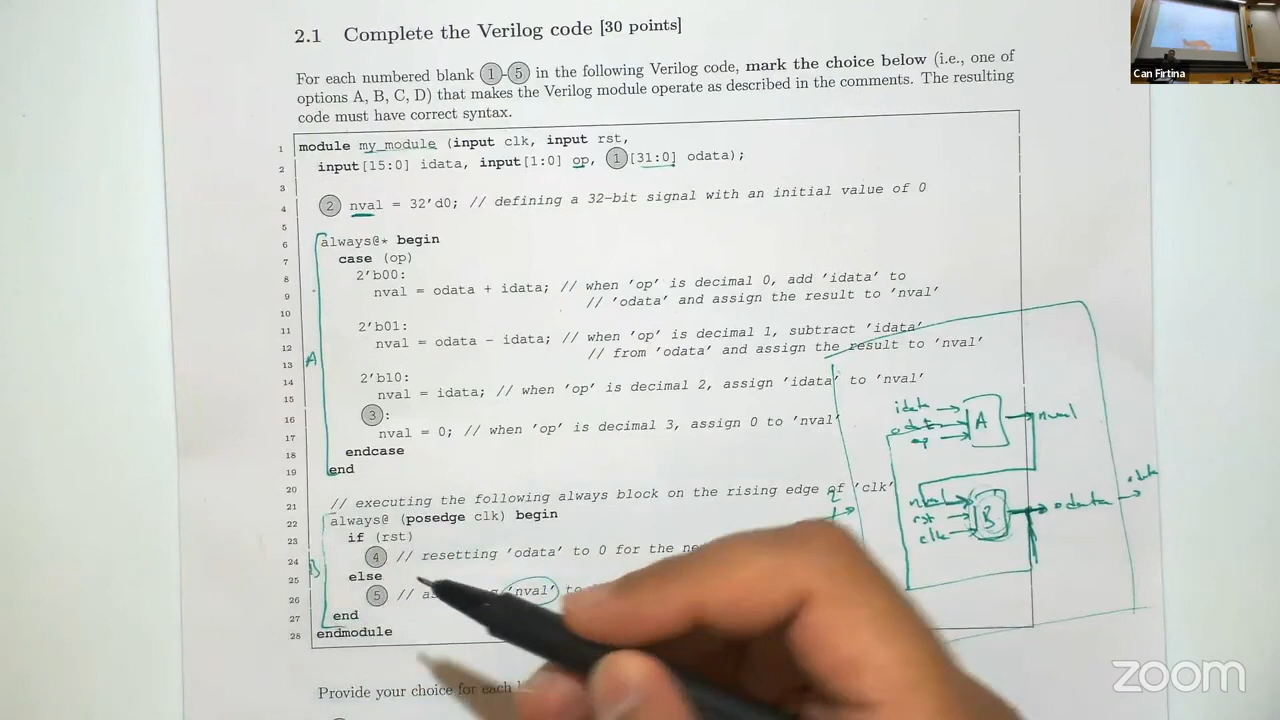 2.1 Complete the Verilog code [30 points]
For each numbered blank 1-5 in the following Verilog code, mark the choice below (i.e., one of
options A, B, C, D) that makes the Verilog module operate as described in the comments. The resulting
code must have correct syntax.
1 module my_module (input clk, input rst,
2 input[15:0] idata, input[1:0] op, 1 [31:0] odata);
3
4 2 nval = 32'd0; // defining a 32-bit signal with an initial value of 0
5
6 always@* begin
7 case (op)
8 2'b00:
9 nval = odata + idata; // when 'op' is decimal 0, add 'idata' to
10 // 'odata' and assign the result to 'nval'
11 2'b01:
12 nval = odata - idata; // when 'op' is decimal 1, subtract 'idata'
13 // from 'odata' and assign the result to 'nval'
14 2'b10:
15 nval = idata; // when 'op' is decimal 2, assign 'idata' to 'nval'
16 3 :
17 nval = 0; // when 'op' is decimal 3, assign 0 to 'nval'
18 endcase
19 end
20
21 // executing the following always block on the rising edge of 'clk'
22 always@ (posedge clk) begin
23 if (rst)
24 4 // resetting 'odata' to 0 for the
25 else
26 5 // 'nval'
27 end
28 endmodule
Provide your choice for each
A
B
idata
odata
op
A
nval
nval
rst
clk
B
odata
odata
Can Firtina
zoom